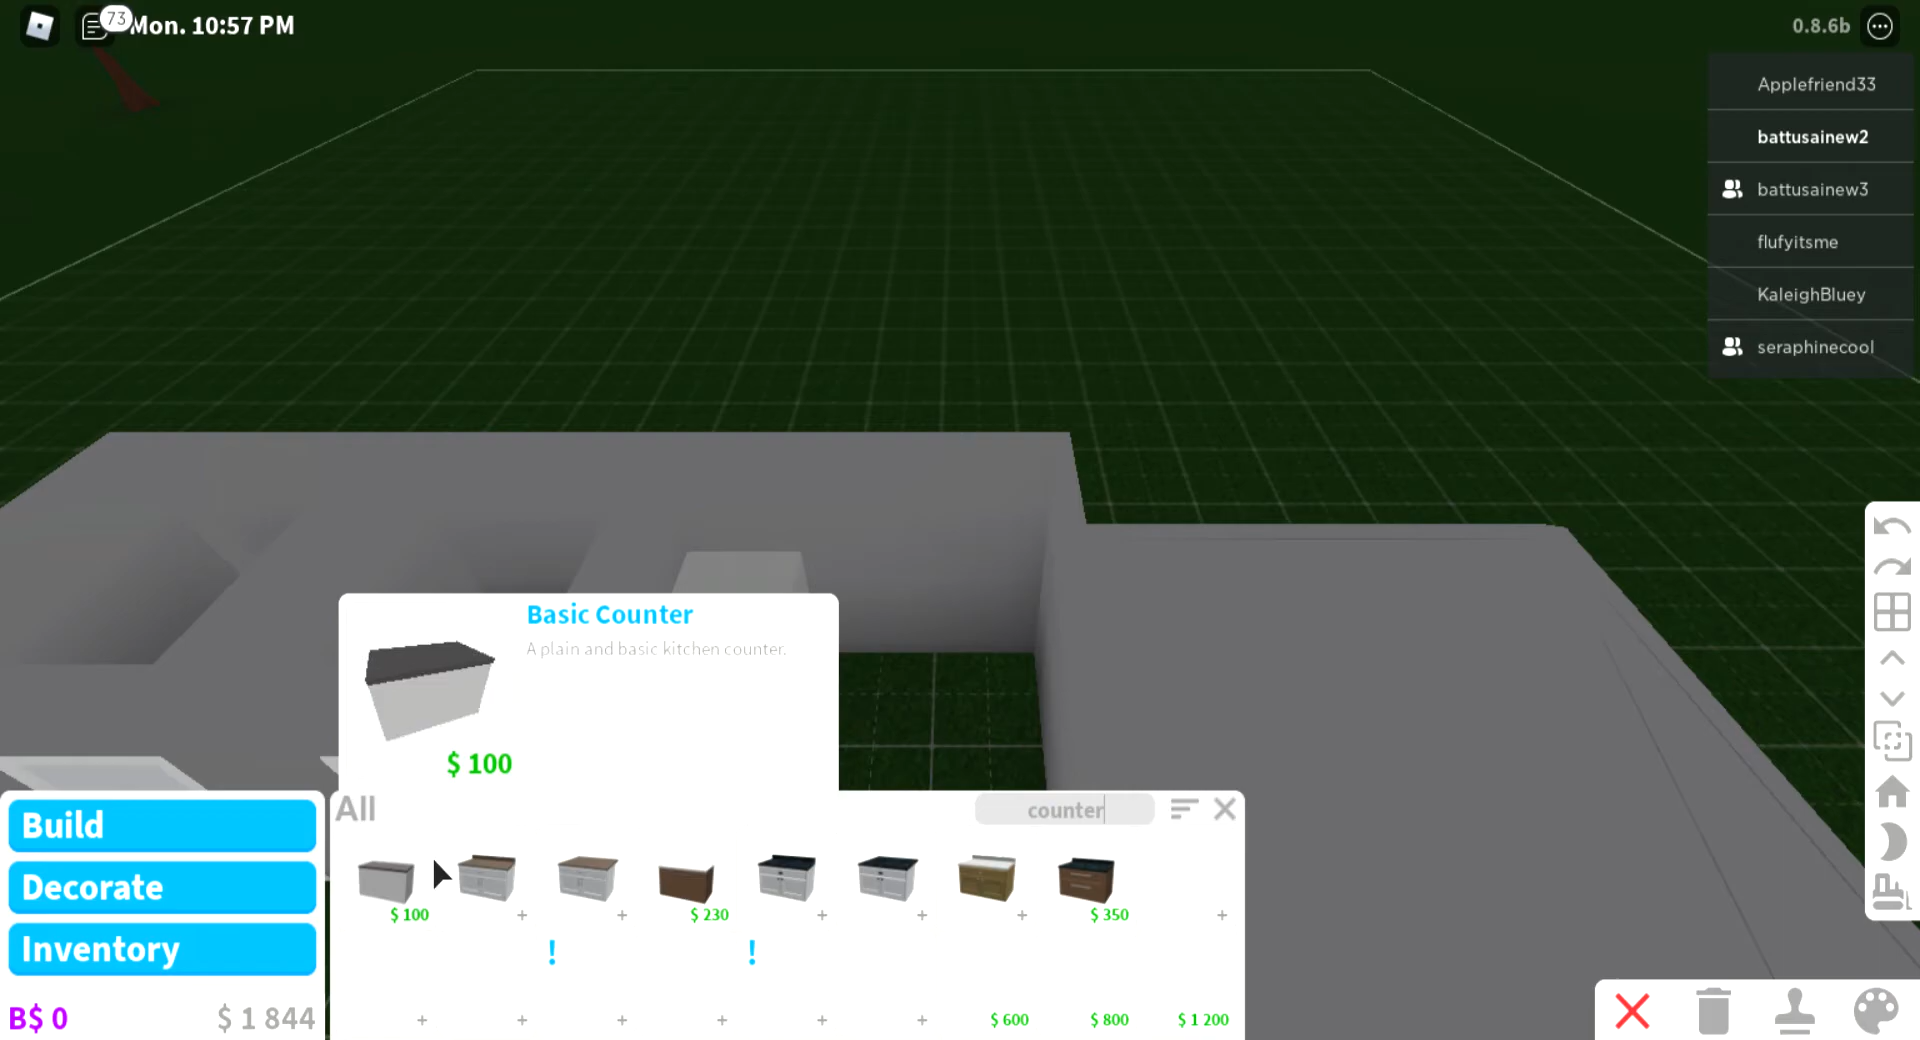 73
Mon. 10:57 PM
0.8.6b
Applefriend33
battusainew2
battusainew3
flufyitsme
KaleighBluey
seraphinecool
Basic Counter
A plain and basic kitchen counter.
$ 100
All
counter
Build
Decorate
Inventory
B$ 0
$ 1 844
$ 100
+
+
$ 230
+
+
+
$ 350
+
!
!
+
+
+
+
+
+
$ 600
$ 800
$ 1 200